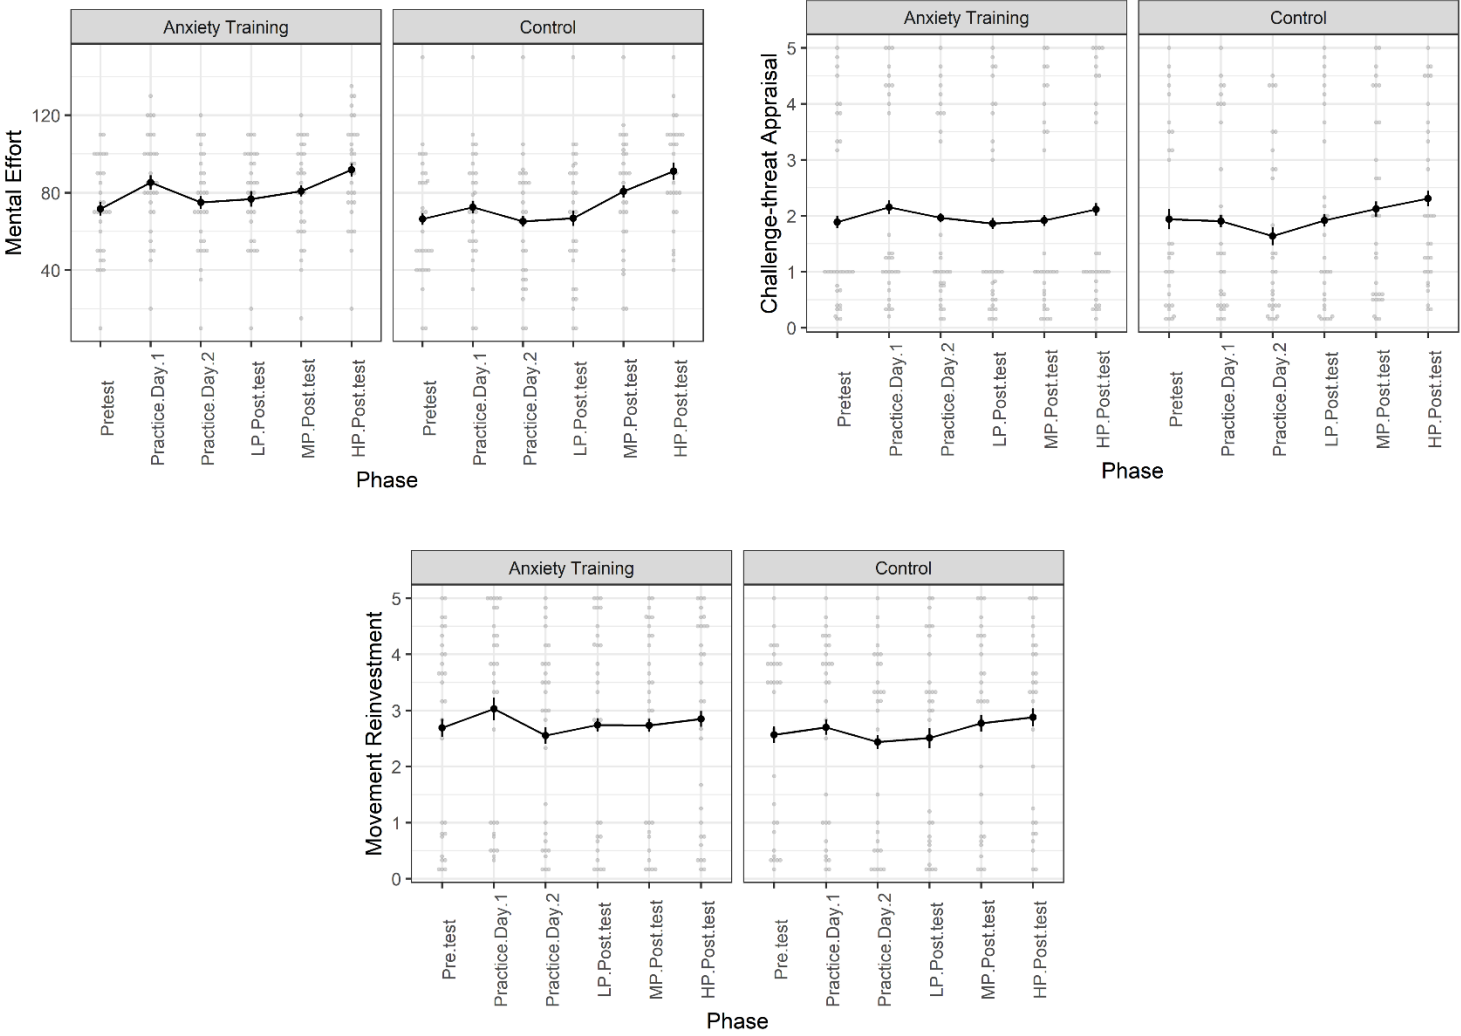 Anxiety Training
Control
Mental Effort
120
80
40
Pretest
Practice.Day.1
Practice.Day.2
LP.Post.test
MP.Post.test
HP.Post.test
Pretest
Practice.Day.1
Practice.Day.2
LP.Post.test
MP.Post.test
HP.Post.test
Phase
Anxiety Training
Control
Challenge-threat Appraisal
5
4
3
2
1
0
Pretest
Practice.Day.1
Practice.Day.2
LP.Post.test
MP.Post.test
HP.Post.test
Pretest
Practice.Day.1
Practice.Day.2
LP.Post.test
MP.Post.test
HP.Post.test
Phase
Anxiety Training
Control
Movement Reinvestment
5
4
3
2
1
0
Pre.test
Practice.Day.1
Practice.Day.2
LP.Post.test
MP.Post.test
HP.Post.test
Pre.test
Practice.Day.1
Practice.Day.2
LP.Post.test
MP.Post.test
HP.Post.test
Phase